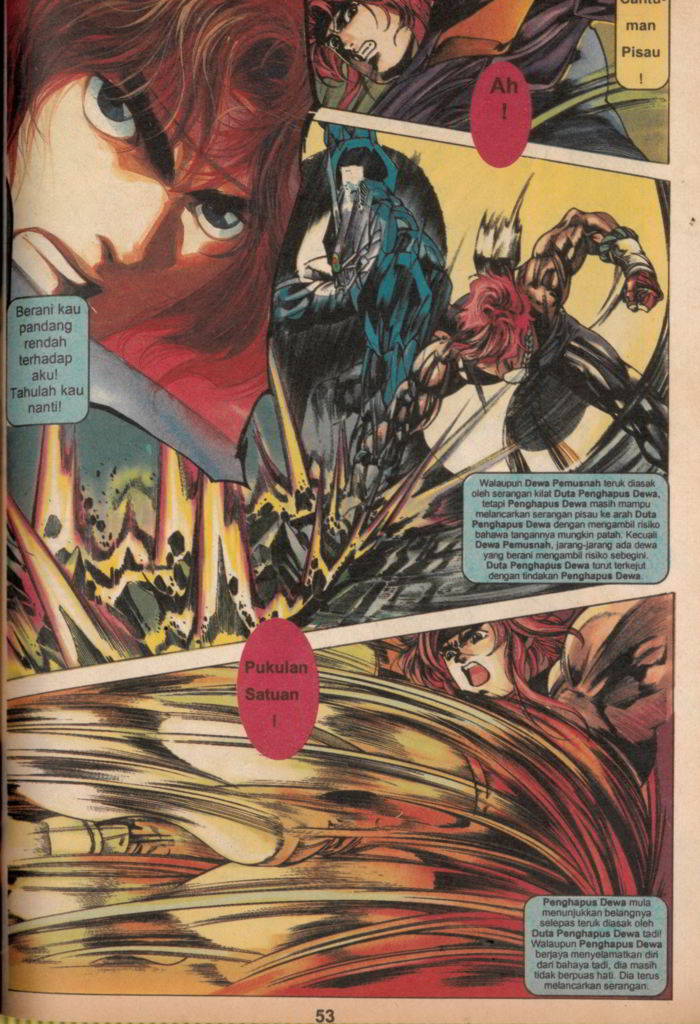 man
Pisau
!
Ah
!
Berani kau
pandang
rendah
terhadap
aku!
Tahulah kau
nanti!
Walaupun Dewa Pemusnah teruk diasak
oleh serangan kilat Duta Penghapus Dewa,
tetapi Penghapus Dewa masih mampu
melancarkan serangan pisau ke arah Duta
Penghapus Dewa dengan mengambil risiko
bahawa tangannya mungkin patah. Kecuali
Dewa Pemusnah, jarang-jarang ada dewa
yang berani mengambil risiko sebegini.
Duta Penghapus Dewa turut terkejut
dengan tindakan Penghapus Dewa.
Pukulan
Satuan
!
Penghapus Dewa mula
menunjukkan belangnya
selepas teruk diasak oleh
Duta Penghapus Dewa tadi!
Walaupun Penghapus Dewa
berjaya menyelamatkan diri
dari bahaya tadi, dia masih
tidak berpuas hati. Dia terus
melancarkan serangan.
53